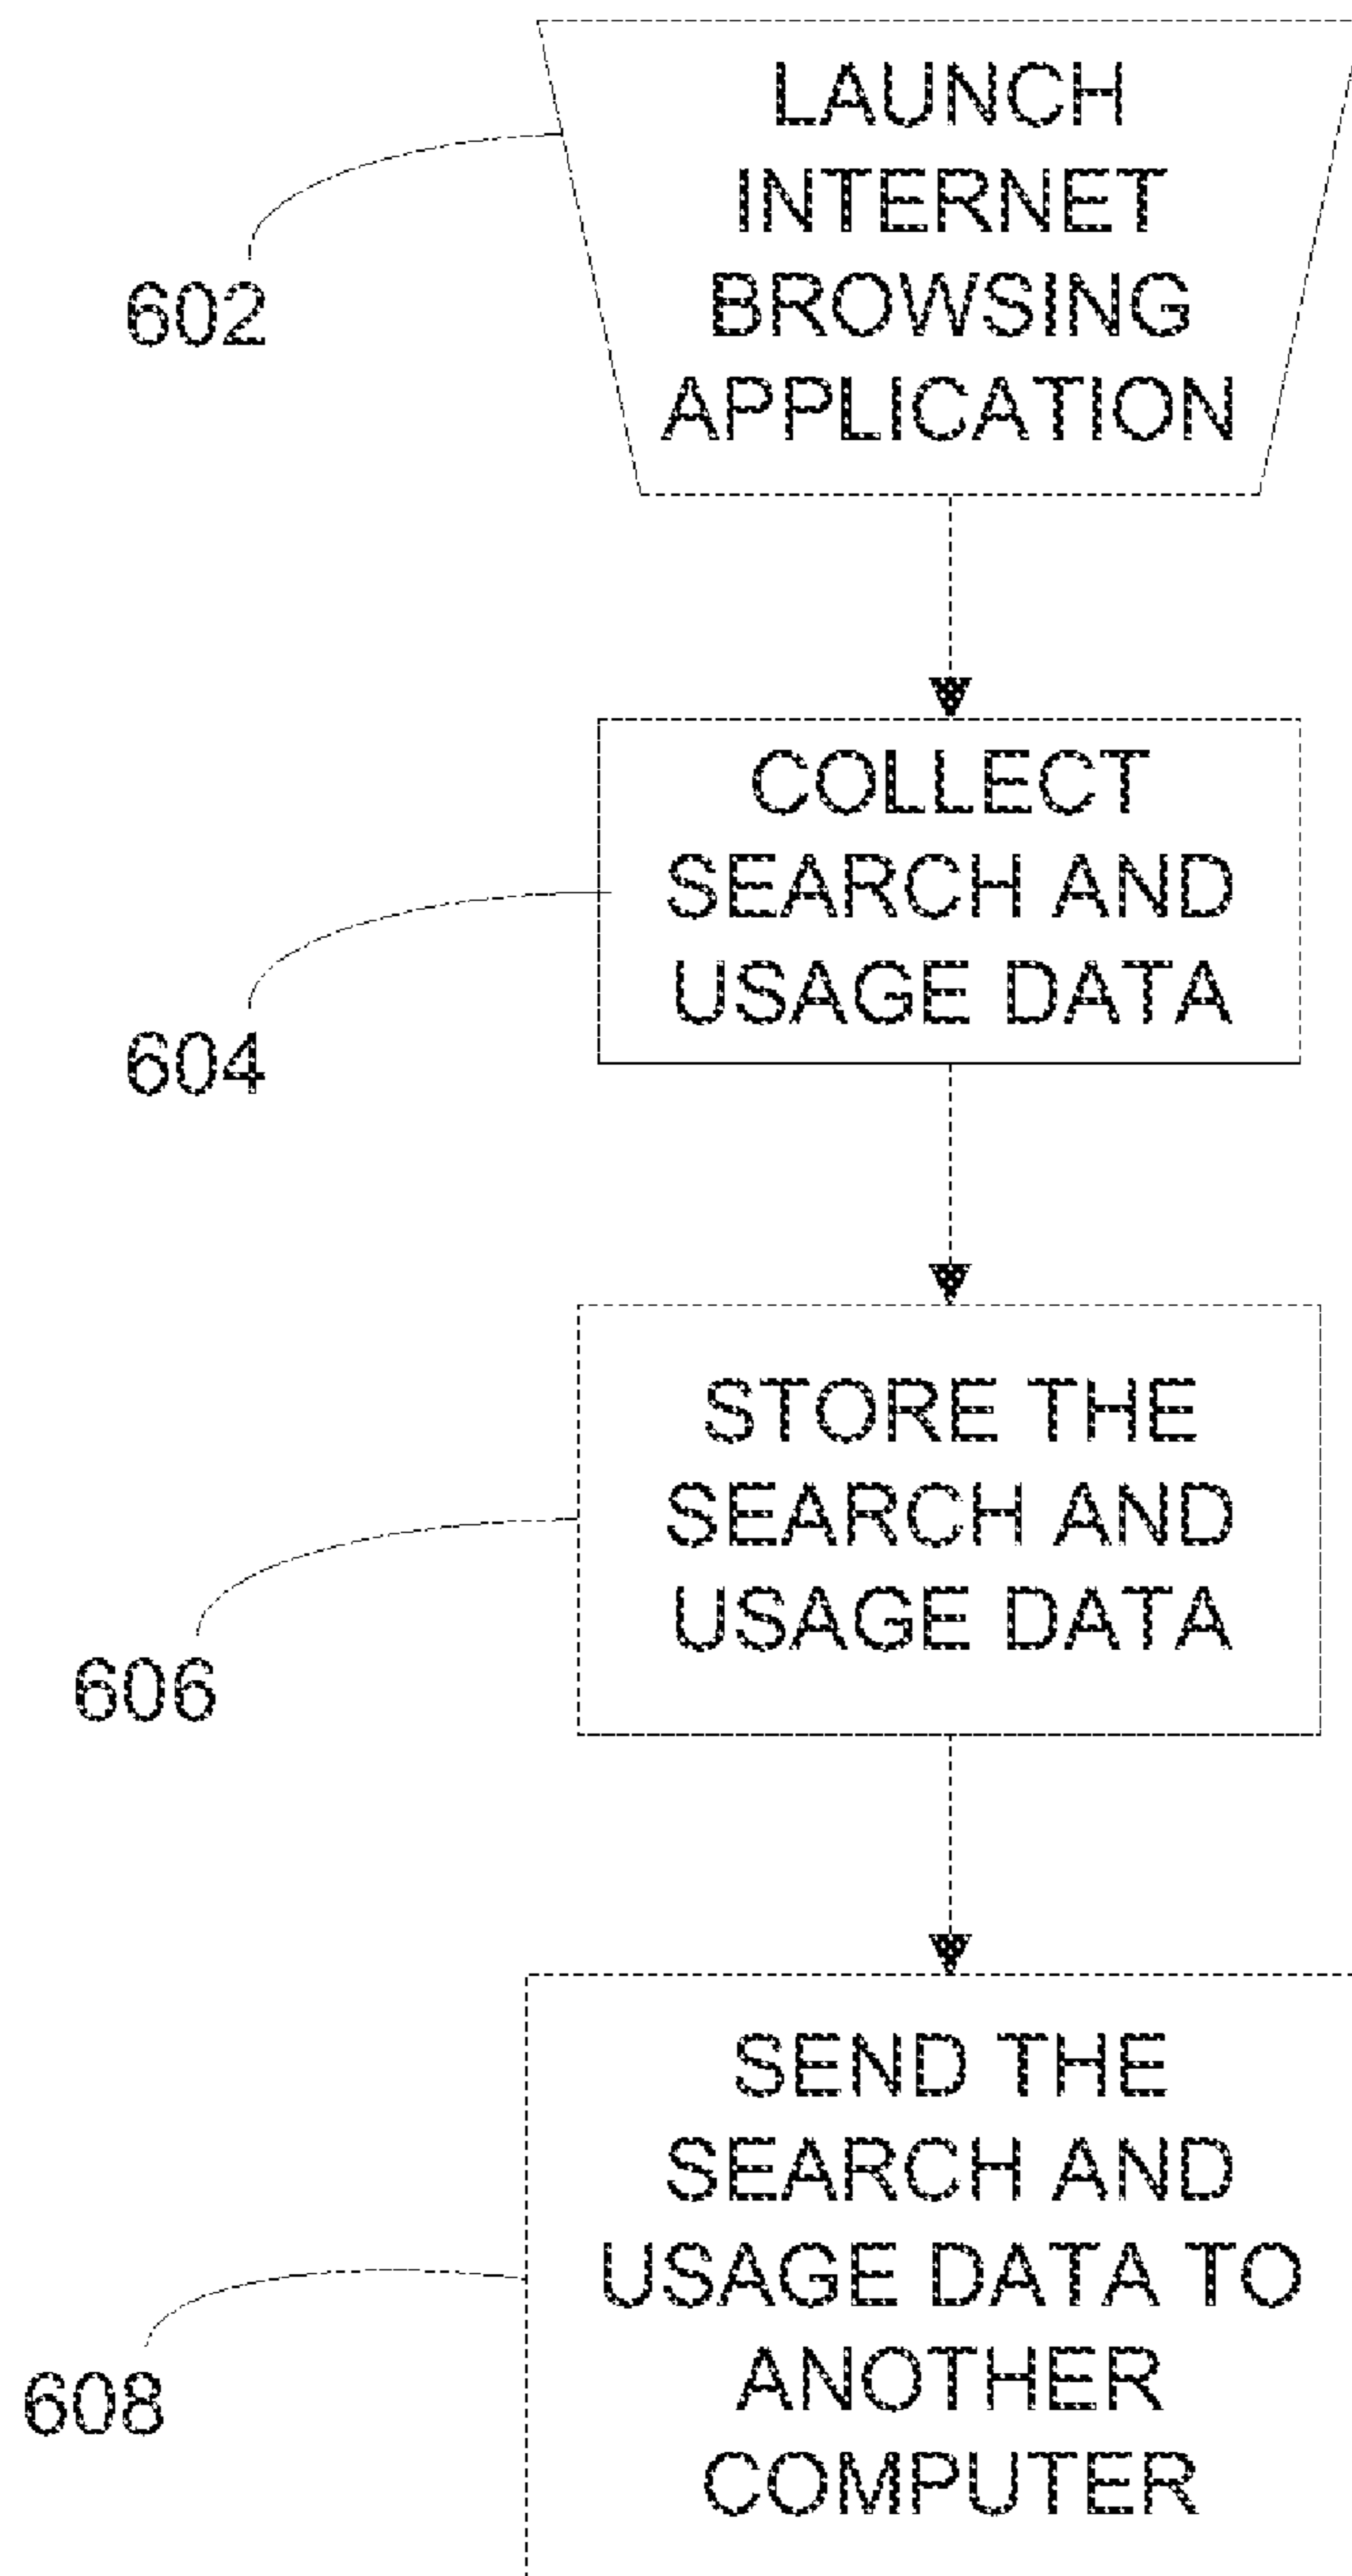 LAUNCH
INTERNET
BROWSING
APPLICATION
602
COLLECT
SEARCH AND
USAGE DATA
604
STORE THE
SEARCH AND
USAGE DATA
606
SEND THE
SEARCH AND
USAGE DATA TO
ANOTHER
COMPUTER
608